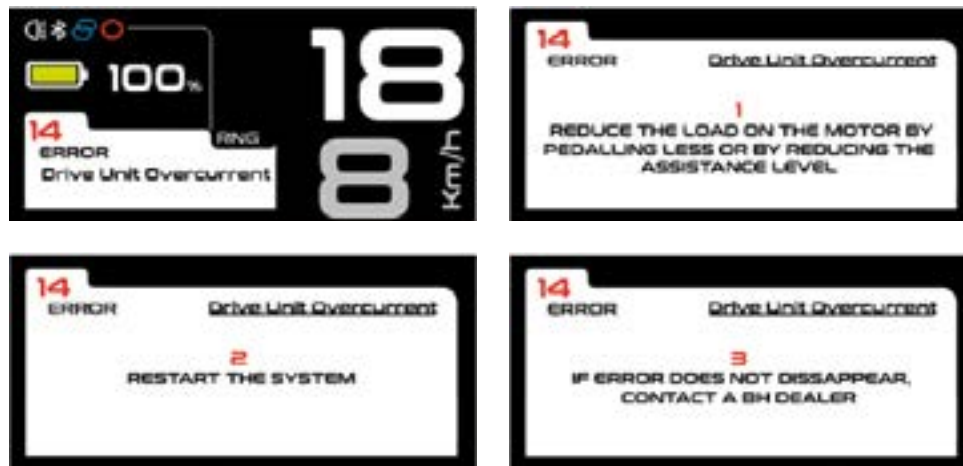 100%
18
8
Km/h
RNG
14
ERROR
Drive Unit Overcurrent
14
ERROR
Drive Unit Overcurrent
1
REDUCE THE LOAD ON THE MOTOR BY
PEDALLING LESS OR BY REDUCING THE
ASSISTANCE LEVEL
14
ERROR
Drive Unit Overcurrent
2
RESTART THE SYSTEM
14
ERROR
Drive Unit Overcurrent
3
IF ERROR DOES NOT DISSAPPEAR,
CONTACT A BH DEALER